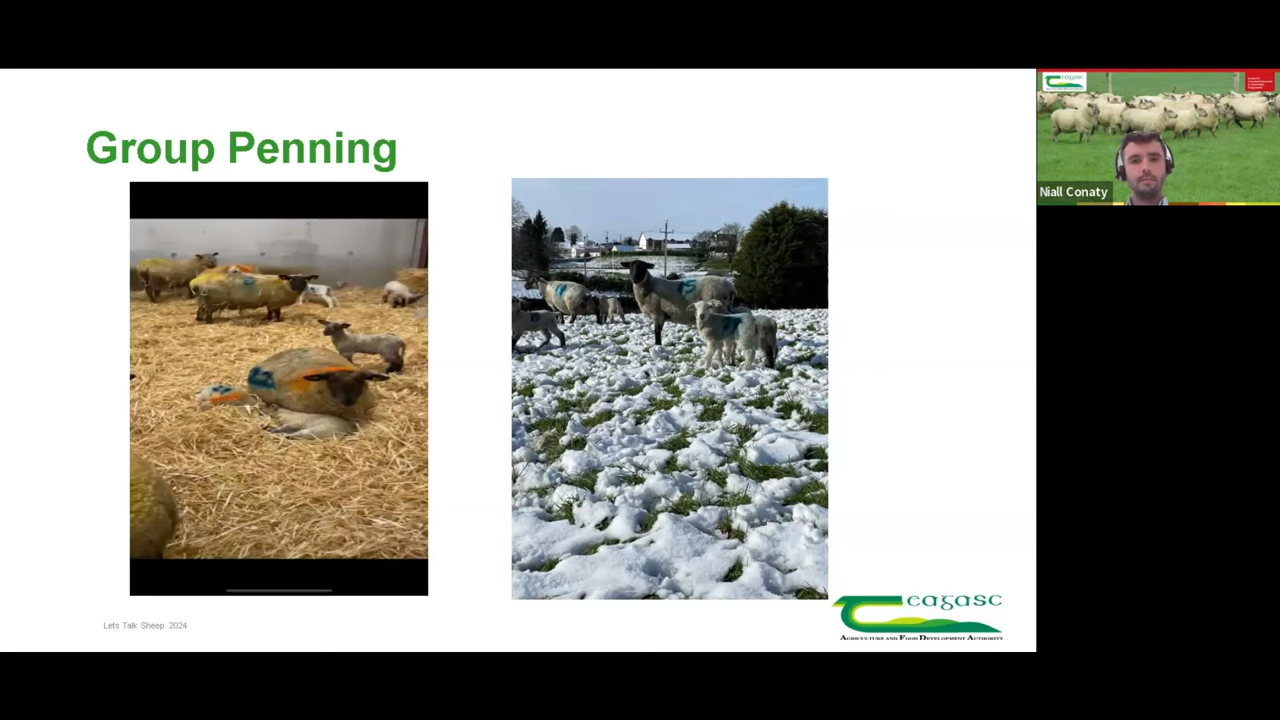 Group Penning
Niall Conaty
Lets Talk Sheep 2024
teagasc
AGRICULTURE AND FOOD DEVELOPMENT AUTHORITY